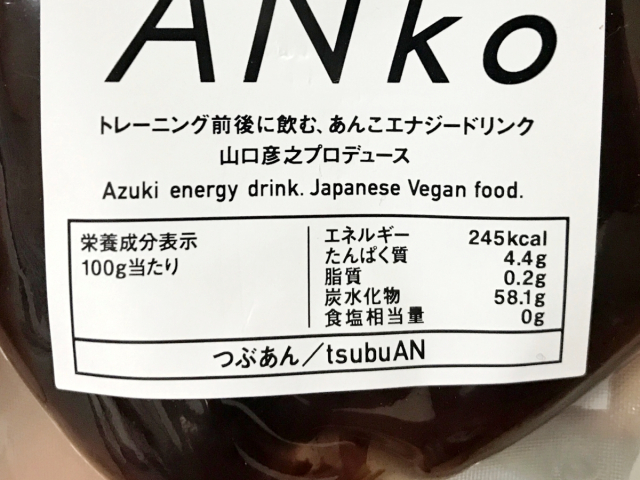 ANko
トレーニング前後に飲む、あんこエナジードリンク
山口彦之プロデュース
Azuki energy drink. Japanese Vegan food.
栄養成分表示
100g当たり
エネルギー 245kcal
たんぱく質 4.4g
脂質 0.2g
炭水化物 58.1g
食塩相当量 0g
つぶあん/tsubuAN